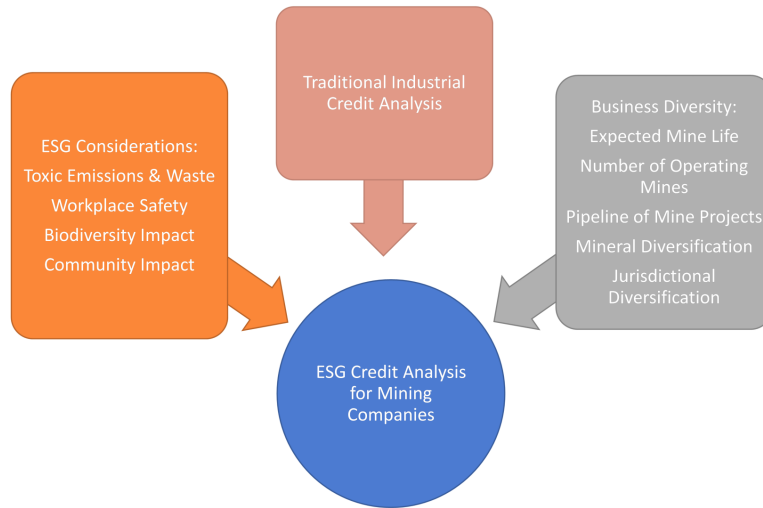 Traditional Industrial
Credit Analysis
ESG Considerations:
Toxic Emissions & Waste
Workplace Safety
Biodiversity Impact
Community Impact
Business Diversity:
Expected Mine Life
Number of Operating
Mines
Pipeline of Mine Projects
Mineral Diversification
Jurisdictional
Diversification
ESG Credit Analysis
for Mining
Companies